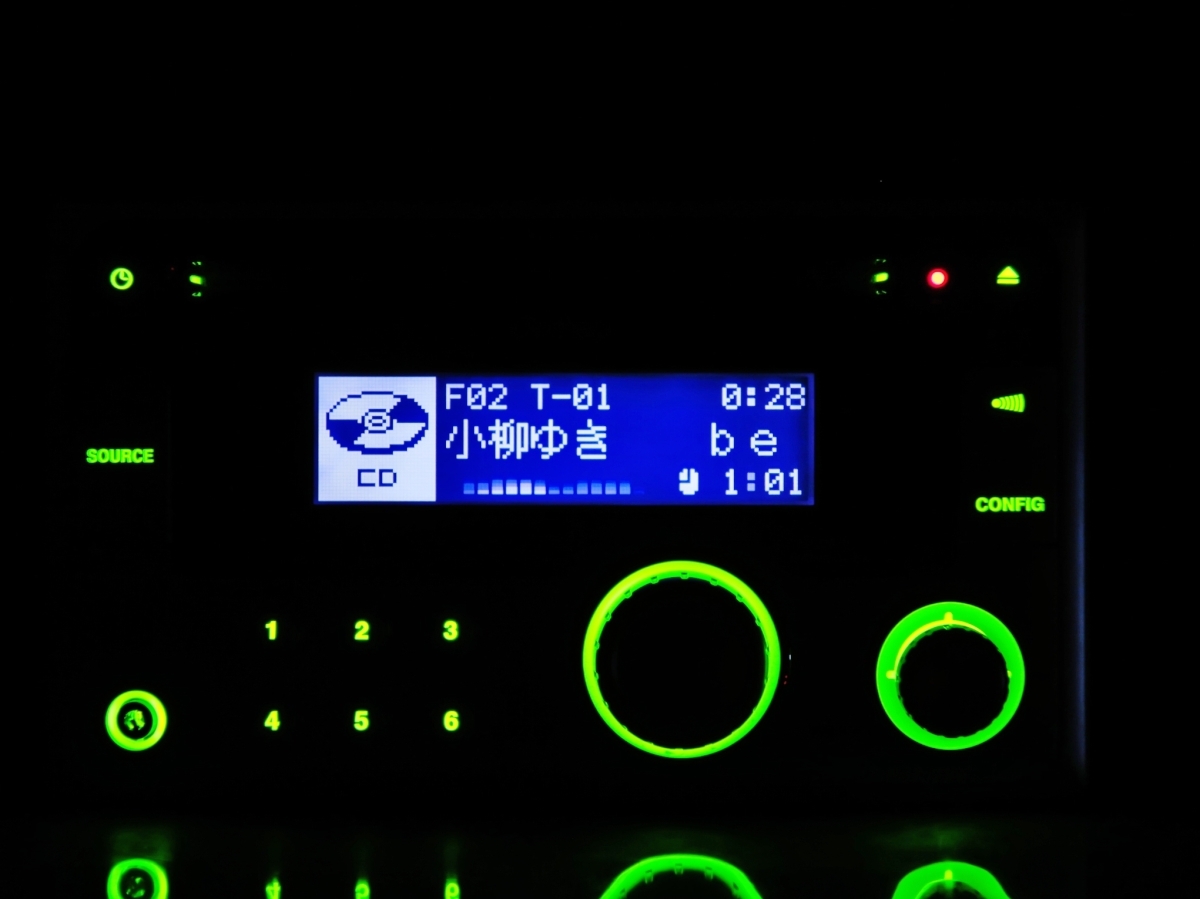 F02 T-01 0:28
小柳ゆき be
CD
1:01
SOURCE
CONFIG
1 2 3
4 5 6